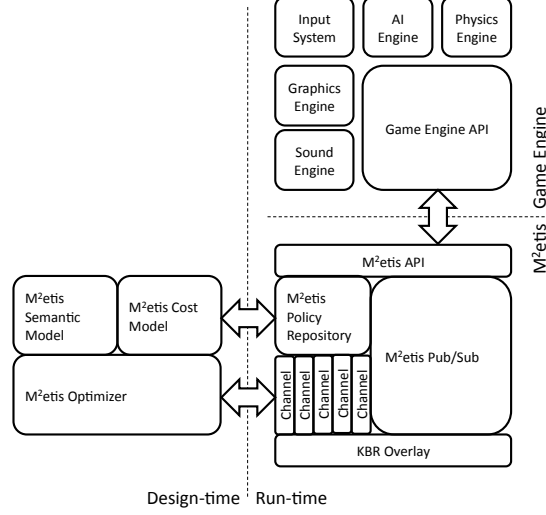 Input
System
AI
Engine
Physics
Engine
Graphics
Engine
Game Engine API
Sound
Engine
Game Engine
M²etis
M²etis API
M²etis
Semantic
Model
M²etis Cost
Model
M²etis
Policy
Repository
M²etis Pub/Sub
M²etis Optimizer
Channel
Channel
Channel
Channel
Channel
KBR Overlay
Design-time
Run-time